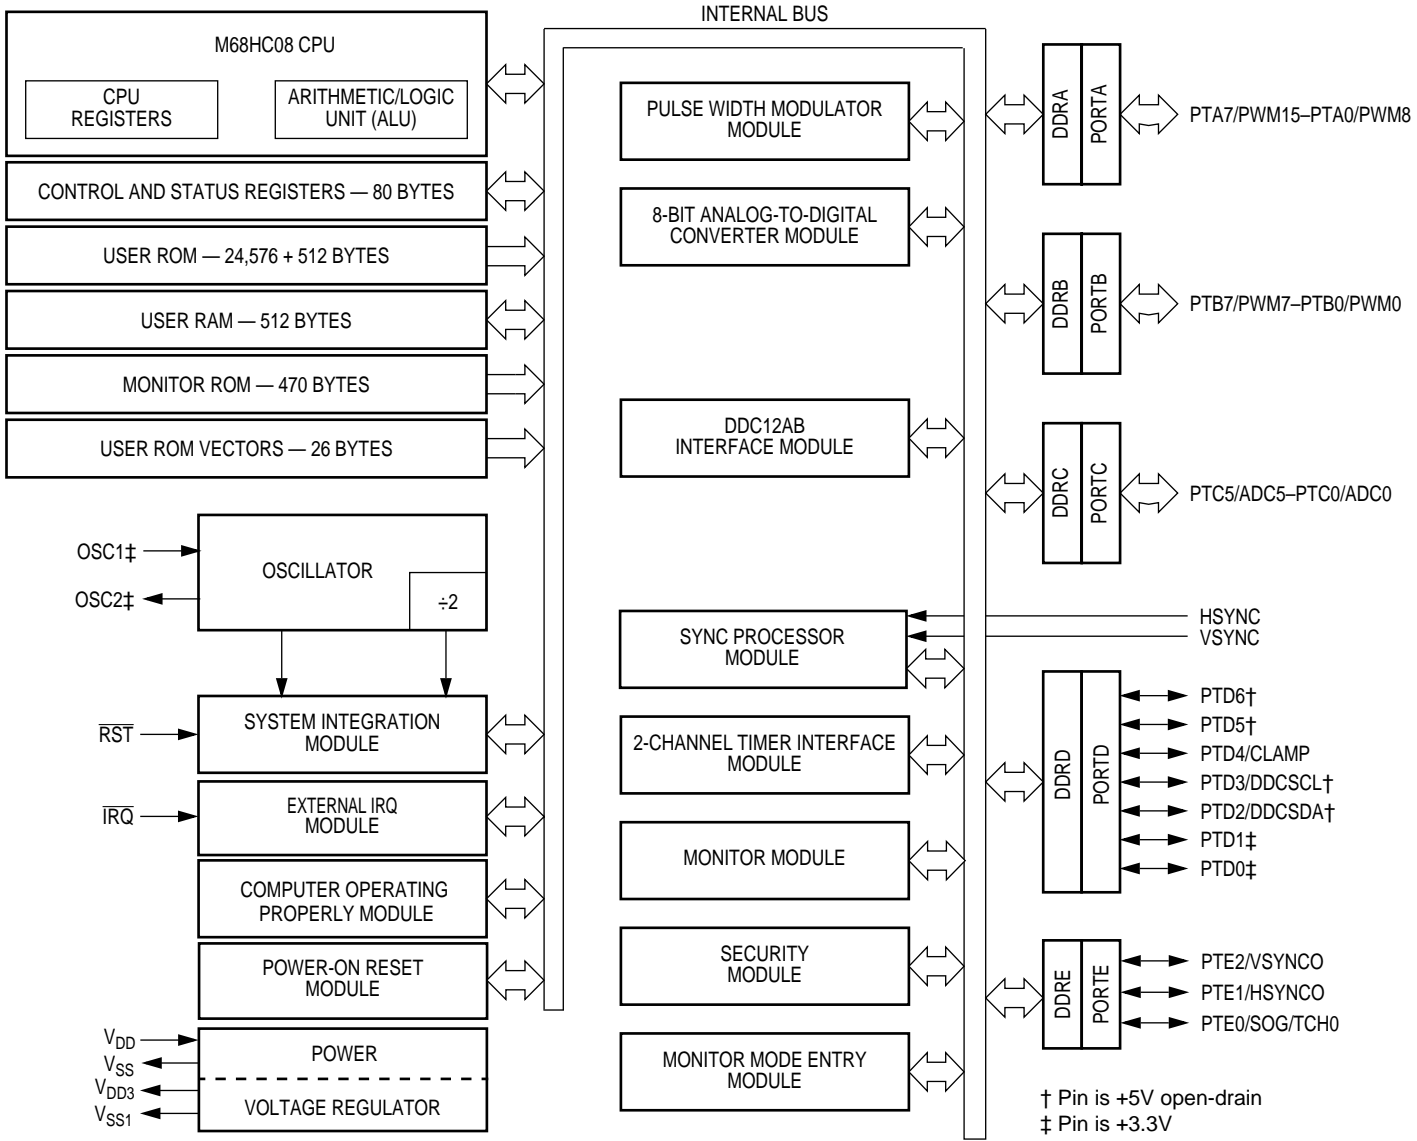 INTERNAL BUS
M68HC08 CPU
CPU
REGISTERS
ARITHMETIC/LOGIC
UNIT (ALU)
CONTROL AND STATUS REGISTERS — 80 BYTES
USER ROM — 24,576 + 512 BYTES
USER RAM — 512 BYTES
MONITOR ROM — 470 BYTES
USER ROM VECTORS — 26 BYTES
OSC1‡
OSC2‡
OSCILLATOR
÷2
RST
SYSTEM INTEGRATION
MODULE
IRQ
EXTERNAL IRQ
MODULE
COMPUTER OPERATING
PROPERLY MODULE
POWER-ON RESET
MODULE
VDD
VSS
VDD3
VSS1
POWER
VOLTAGE REGULATOR
PULSE WIDTH MODULATOR
MODULE
8-BIT ANALOG-TO-DIGITAL
CONVERTER MODULE
DDC12AB
INTERFACE MODULE
SYNC PROCESSOR
MODULE
2-CHANNEL TIMER INTERFACE
MODULE
MONITOR MODULE
SECURITY
MODULE
MONITOR MODE ENTRY
MODULE
DDRA
PORTA
PTA7/PWM15–PTA0/PWM8
DDRB
PORTB
PTB7/PWM7–PTB0/PWM0
DDRC
PORTC
PTC5/ADC5–PTC0/ADC0
HSYNC
VSYNC
DDRD
PORTD
PTD6†
PTD5†
PTD4/CLAMP
PTD3/DDCSCL†
PTD2/DDCSDA†
PTD1‡
PTD0‡
DDRE
PORTE
PTE2/VSYNCO
PTE1/HSYNCO
PTE0/SOG/TCH0
† Pin is +5V open-drain
‡ Pin is +3.3V